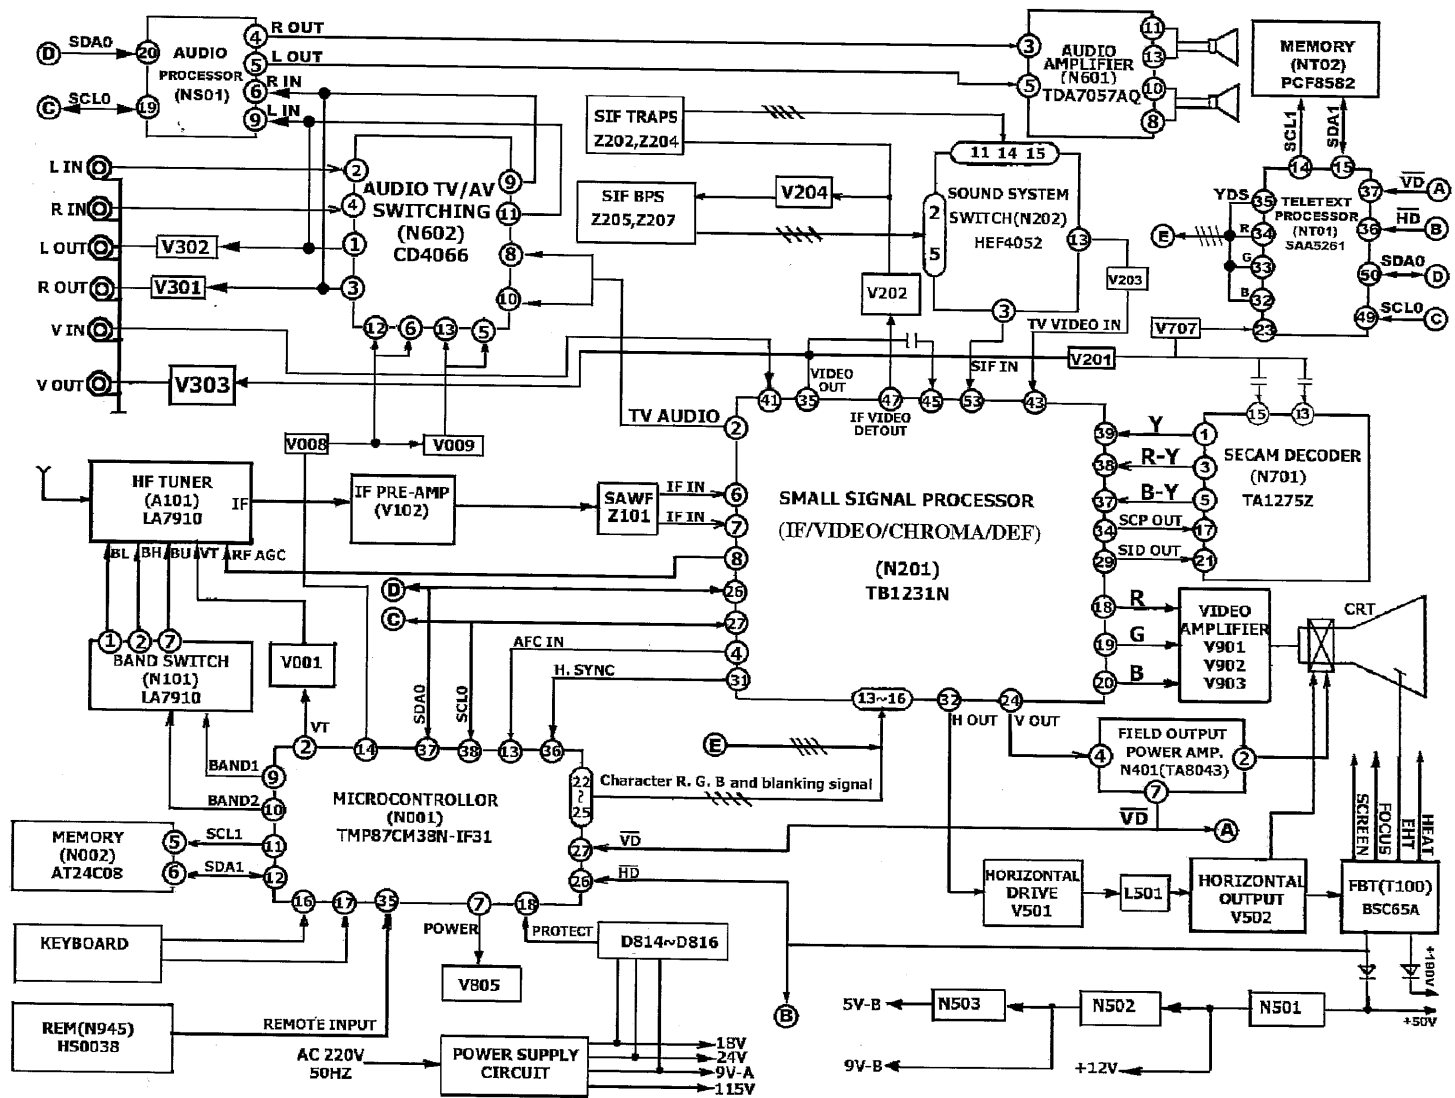 D SDA0 20
C SCL0 19
AUDIO
PROCESSOR
(NS01)
4 R OUT
5 L OUT
6 R IN
9 L IN
3
5
AUDIO
AMPLIFIER
(N601)
TDA7057AQ
11
13
10
8
MEMORY
(NT02)
PCF8582
SCL1
SDA1
14
15
SIF TRAPS
Z202,Z204
SIF BPS
Z205,Z207
V204
V202
11 14 15
2
5
SOUND SYSTEM
SWITCH(N202)
HEF4052
13
3
V203
TV VIDEO IN
YDS
35
R 34
G 33
B 32
23
TELETEXT
PROCESSOR
(NT01)
SAA5261
37 VD A
36 HD B
50 SDA0 D
49 SCL0 C
E
V707
V201
L IN
R IN
L OUT
R OUT
V IN
V OUT
V302
V301
V303
2
4
1
3
AUDIO TV/AV
SWITCHING
(N602)
CD4066
9
11
8
10
12 6 13 5
V008
V009
TV AUDIO
VIDEO
OUT
IF VIDEO
DETOUT
SIF IN
41 35 47 45 53 43
2
6
7
8
26
27
4
31
SMALL SIGNAL PROCESSOR
(IF/VIDEO/CHROMA/DEF)
(N201)
TB1231N
39 Y 1
38 R-Y 3
37 B-Y 5
34 SCP OUT 17
29 SID OUT 21
15 13
SECAM DECODER
(N701)
TA1275Z
18 R
19 G
20 B
VIDEO
AMPLIFIER
V901
V902
V903
CRT
HF TUNER
(A101)
LA7910
IF
IF PRE-AMP
(V102)
SAWF
Z101
IF IN
IF IN
BL BH BU VT RF AGC
D
C
AFC IN
H. SYNC
1 2 7
BAND SWITCH
(N101)
LA7910
V001
VT
SDA0
SCL0
13~16 32 24
H OUT V OUT
E
FIELD OUTPUT
POWER AMP.
N401(TA8043)
4
2
7
2 14 37 38 13 36
BAND1 9
BAND2 10
SCL1 11
SDA1 12
MICROCONTROLLOR
(N001)
TMP87CM38N-IF31
22
~
25
Character R. G. B and blanking signal
27 VD
26 HD
VD A
MEMORY
(N002)
AT24C08
5
6
16 17 35 7 18
KEYBOARD
POWER
V805
PROTECT
D814~D816
HORIZONTAL
DRIVE
V501
L501
HORIZONTAL
OUTPUT
V502
SCREEN
FOCUS
EHT
HEAT
FBT(T100)
BSC65A
+180V
+50V
B
5V-B N503 N502 N501
9V-B
+12V
REM(N945)
HS0038
REMOTE INPUT
AC 220V
50HZ
POWER SUPPLY
CIRCUIT
18V
24V
9V-A
115V